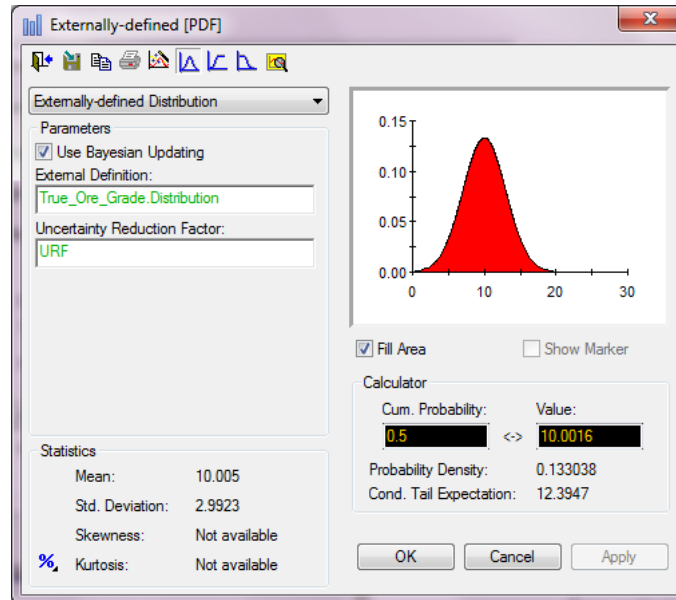 Externally-defined [PDF]
Externally-defined Distribution
Parameters
Use Bayesian Updating
External Definition:
True_Ore_Grade.Distribution
Uncertainty Reduction Factor:
URF
Statistics
Mean: 10.005
Std. Deviation: 2.9923
Skewness: Not available
%, Kurtosis: Not available
0.15
0.10
0.05
0.00
0 10 20 30
Fill Area Show Marker
Calculator
Cum. Probability: Value:
0.5 <-> 10.0016
Probability Density: 0.133038
Cond. Tail Expectation: 12.3947
OK Cancel Apply